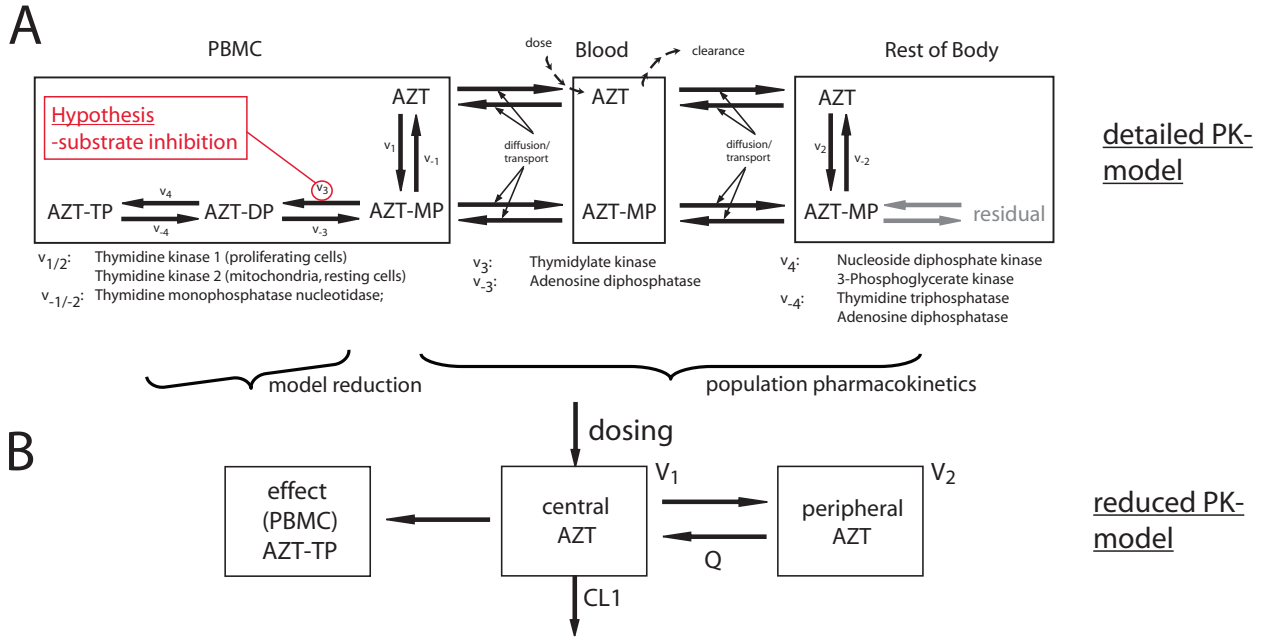 A
PBMC
dose
Blood
clearance
Rest of Body
Hypothesis
-substrate inhibition
AZT
AZT
AZT
v1
v-1
diffusion/
transport
diffusion/
transport
v2
v-2
detailed PK-
model
v4
v3
AZT-TP
AZT-DP
AZT-MP
AZT-MP
AZT-MP
residual
v-4
v-3
v1/2: Thymidine kinase 1 (proliferating cells)
Thymidine kinase 2 (mitochondria, resting cells)
v-1/-2: Thymidine monophosphatase nucleotidase;
v3: Thymidylate kinase
v-3: Adenosine diphosphatase
v4: Nucleoside diphosphate kinase
3-Phosphoglycerate kinase
v-4: Thymidine triphosphatase
Adenosine diphosphatase
model reduction
population pharmacokinetics
B
dosing
effect
(PBMC)
AZT-TP
central
AZT
V1
Q
peripheral
AZT
V2
CL1
reduced PK-
model